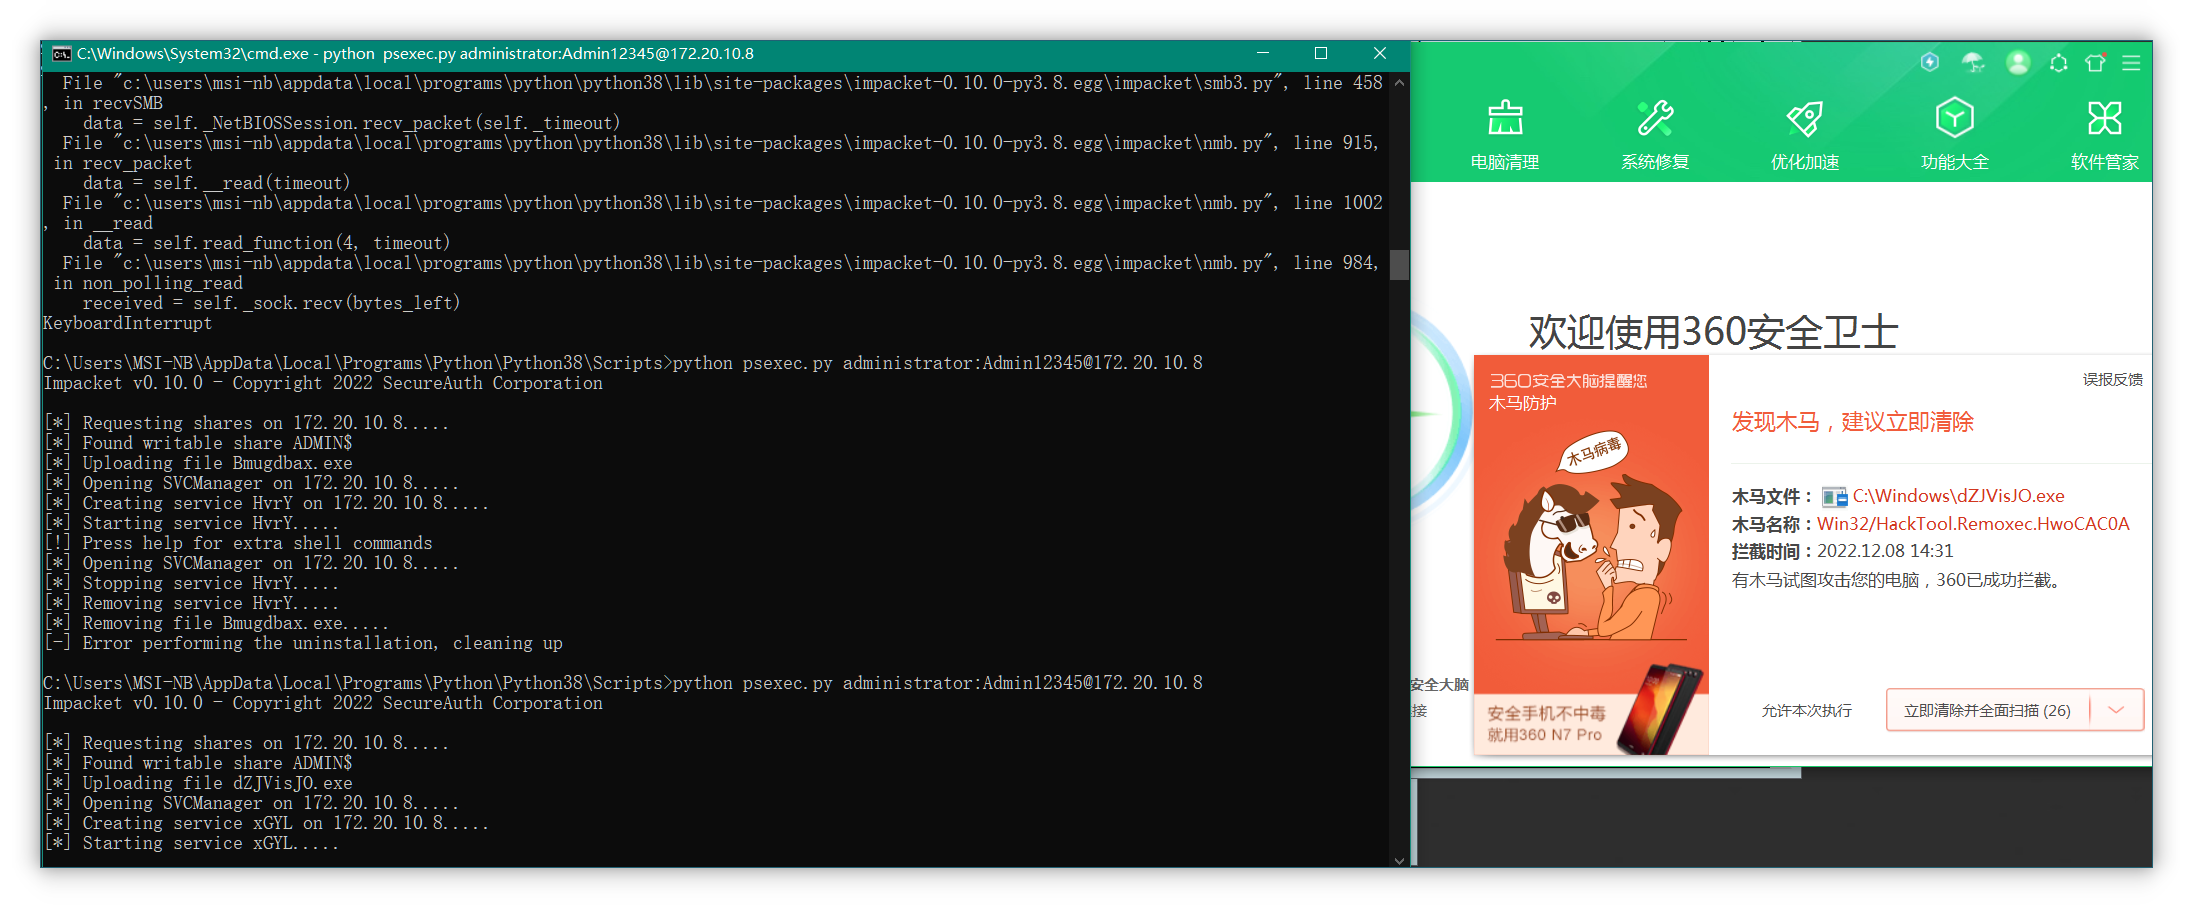 C:\Windows\System32\cmd.exe - python  psexec.py administrator:Admin12345@172.20.10.8
  File "c:\users\msi-nb\appdata\local\programs\python\python38\lib\site-packages\impacket-0.10.0-py3.8.egg\impacket\smb3.py", line 458
, in recvSMB
    data = self._NetBIOSSession.recv_packet(self._timeout)
  File "c:\users\msi-nb\appdata\local\programs\python\python38\lib\site-packages\impacket-0.10.0-py3.8.egg\impacket\nmb.py", line 915,
 in recv_packet
    data = self.__read(timeout)
  File "c:\users\msi-nb\appdata\local\programs\python\python38\lib\site-packages\impacket-0.10.0-py3.8.egg\impacket\nmb.py", line 1002
, in __read
    data = self.read_function(4, timeout)
  File "c:\users\msi-nb\appdata\local\programs\python\python38\lib\site-packages\impacket-0.10.0-py3.8.egg\impacket\nmb.py", line 984,
 in non_polling_read
    received = self._sock.recv(bytes_left)
KeyboardInterrupt
C:\Users\MSI-NB\AppData\Local\Programs\Python\Python38\Scripts>python psexec.py administrator:Admin12345@172.20.10.8
Impacket v0.10.0 - Copyright 2022 SecureAuth Corporation
[*] Requesting shares on 172.20.10.8.....
[*] Found writable share ADMIN$
[*] Uploading file Bmugdbax.exe
[*] Opening SVCManager on 172.20.10.8.....
[*] Creating service HvrY on 172.20.10.8.....
[*] Starting service HvrY.....
[!] Press help for extra shell commands
[*] Opening SVCManager on 172.20.10.8.....
[*] Stopping service HvrY.....
[*] Removing service HvrY.....
[*] Removing file Bmugdbax.exe.....
[-] Error performing the uninstallation, cleaning up
C:\Users\MSI-NB\AppData\Local\Programs\Python\Python38\Scripts>python psexec.py administrator:Admin12345@172.20.10.8
Impacket v0.10.0 - Copyright 2022 SecureAuth Corporation
[*] Requesting shares on 172.20.10.8.....
[*] Found writable share ADMIN$
[*] Uploading file dZJVisJO.exe
[*] Opening SVCManager on 172.20.10.8.....
[*] Creating service xGYL on 172.20.10.8.....
[*] Starting service xGYL.....
电脑清理 系统修复 优化加速 功能大全 软件管家
欢迎使用360安全卫士
360安全大脑提醒您
木马防护
木马病毒
误报反馈
发现木马，建议立即清除
木马文件： C:\Windows\dZJVisJO.exe
木马名称：Win32/HackTool.Remoxec.HwoCAC0A
拦截时间：2022.12.08 14:31
有木马试图攻击您的电脑，360已成功拦截。
安全大脑
接
安全手机不中毒
就用360 N7 Pro
允许本次执行
立即清除并全面扫描 (26)